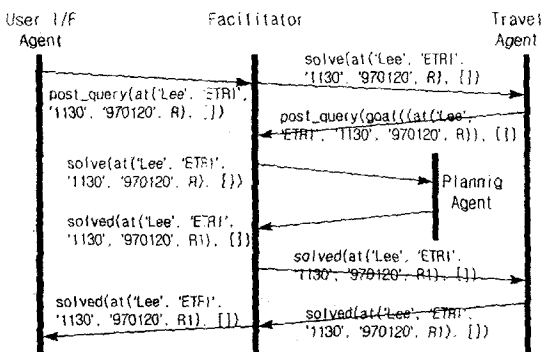 User I/F
Agent
Facilitator
Travel
Agent
solve(at('Lee', 'ETRI'.
'1130', '970120', R), [])
post_query(at('Lee', 'ETRI',
'1130', '970120', R), [])
post_query(goal((at('Lee',
'ETRI', '1130', '970120', R)), [])
solve(at('Lee', 'ETRI'.
'1130', '970120', R), [])
Plannig
Agent
solved(at('Lee', 'ETRI'.
'1130', '970120', R1), [])
solved(at('Lee', 'ETRI'.
'1130', '970120', R1), [])
solved(at('Lee', 'ETRI'.
'1130', '970120', R1), [])
solved(at('Lee', 'ETRI'.
'1130', '970120', R1), [])